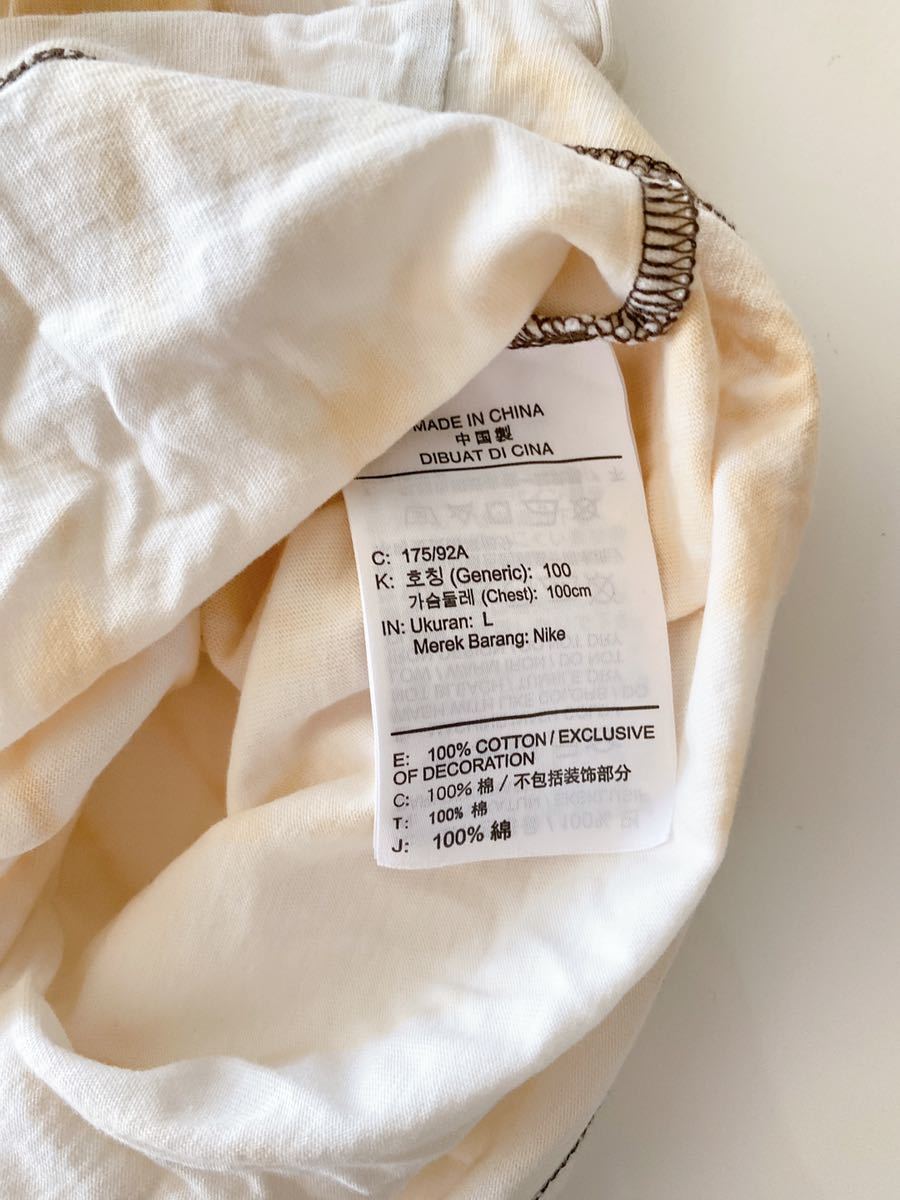 MADE IN CHINA
中国製
DIBUAT DI CINA
C: 175/92A
K: 호칭 (Generic): 100
가슴둘레 (Chest): 100cm
IN: Ukuran: L
Merek Barang: Nike
E: 100% COTTON / EXCLUSIVE
OF DECORATION
C: 100% 棉 / 不包括装饰部分
T: 100% 棉
J: 100% 綿